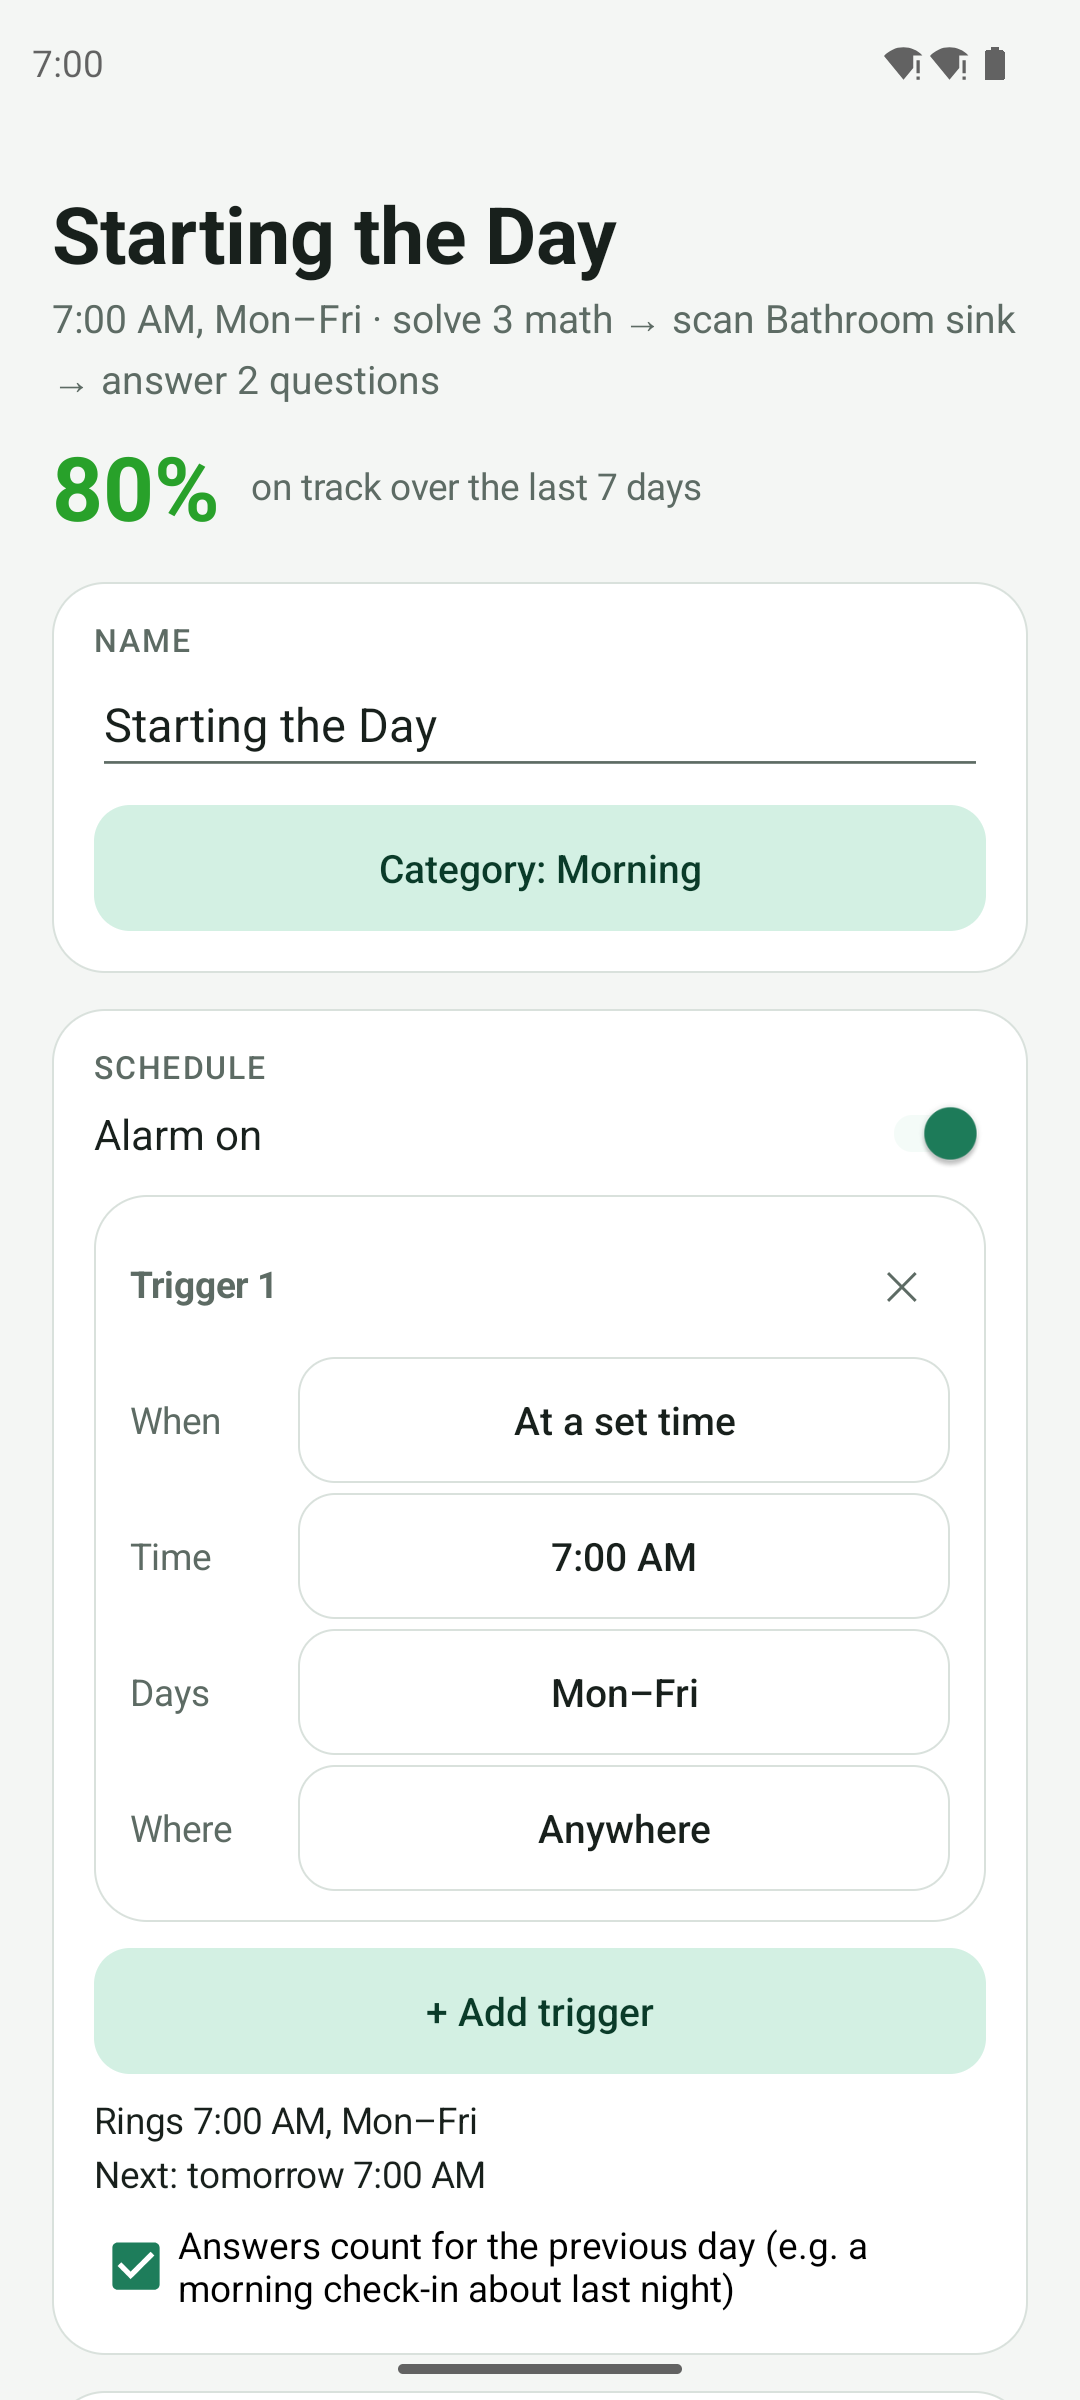 7:00
Starting the Day
7:00 AM, Mon–Fri · solve 3 math → scan Bathroom sink
→ answer 2 questions
80% on track over the last 7 days
NAME
Starting the Day
Category: Morning
SCHEDULE
Alarm on
Trigger 1
When At a set time
Time 7:00 AM
Days Mon–Fri
Where Anywhere
+ Add trigger
Rings 7:00 AM, Mon–Fri
Next: tomorrow 7:00 AM
Answers count for the previous day (e.g. a
morning check-in about last night)